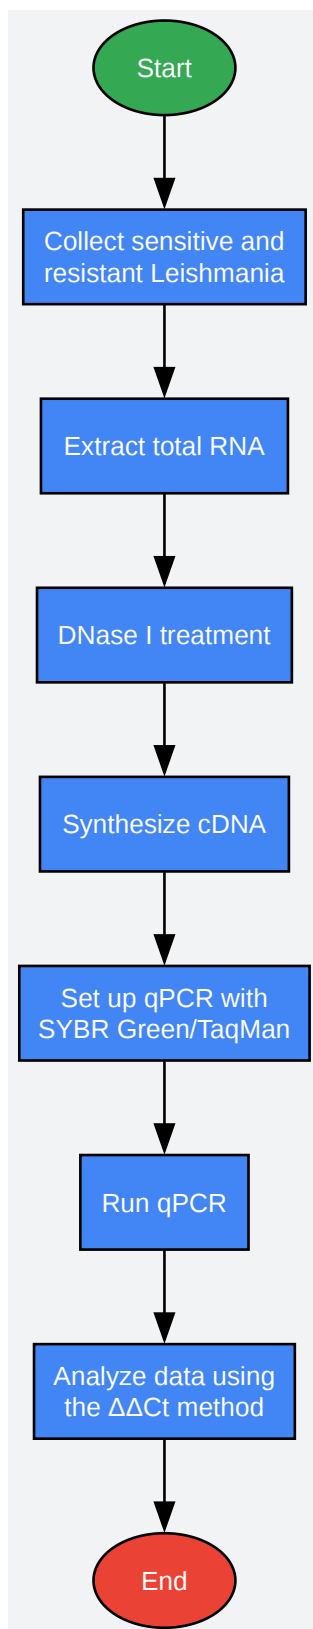 Start
Collect sensitive and
resistant Leishmania
Extract total RNA
DNase I treatment
Synthesize cDNA
Set up qPCR with
SYBR Green/TaqMan
Run qPCR
Analyze data using
the ΔΔCt method
End